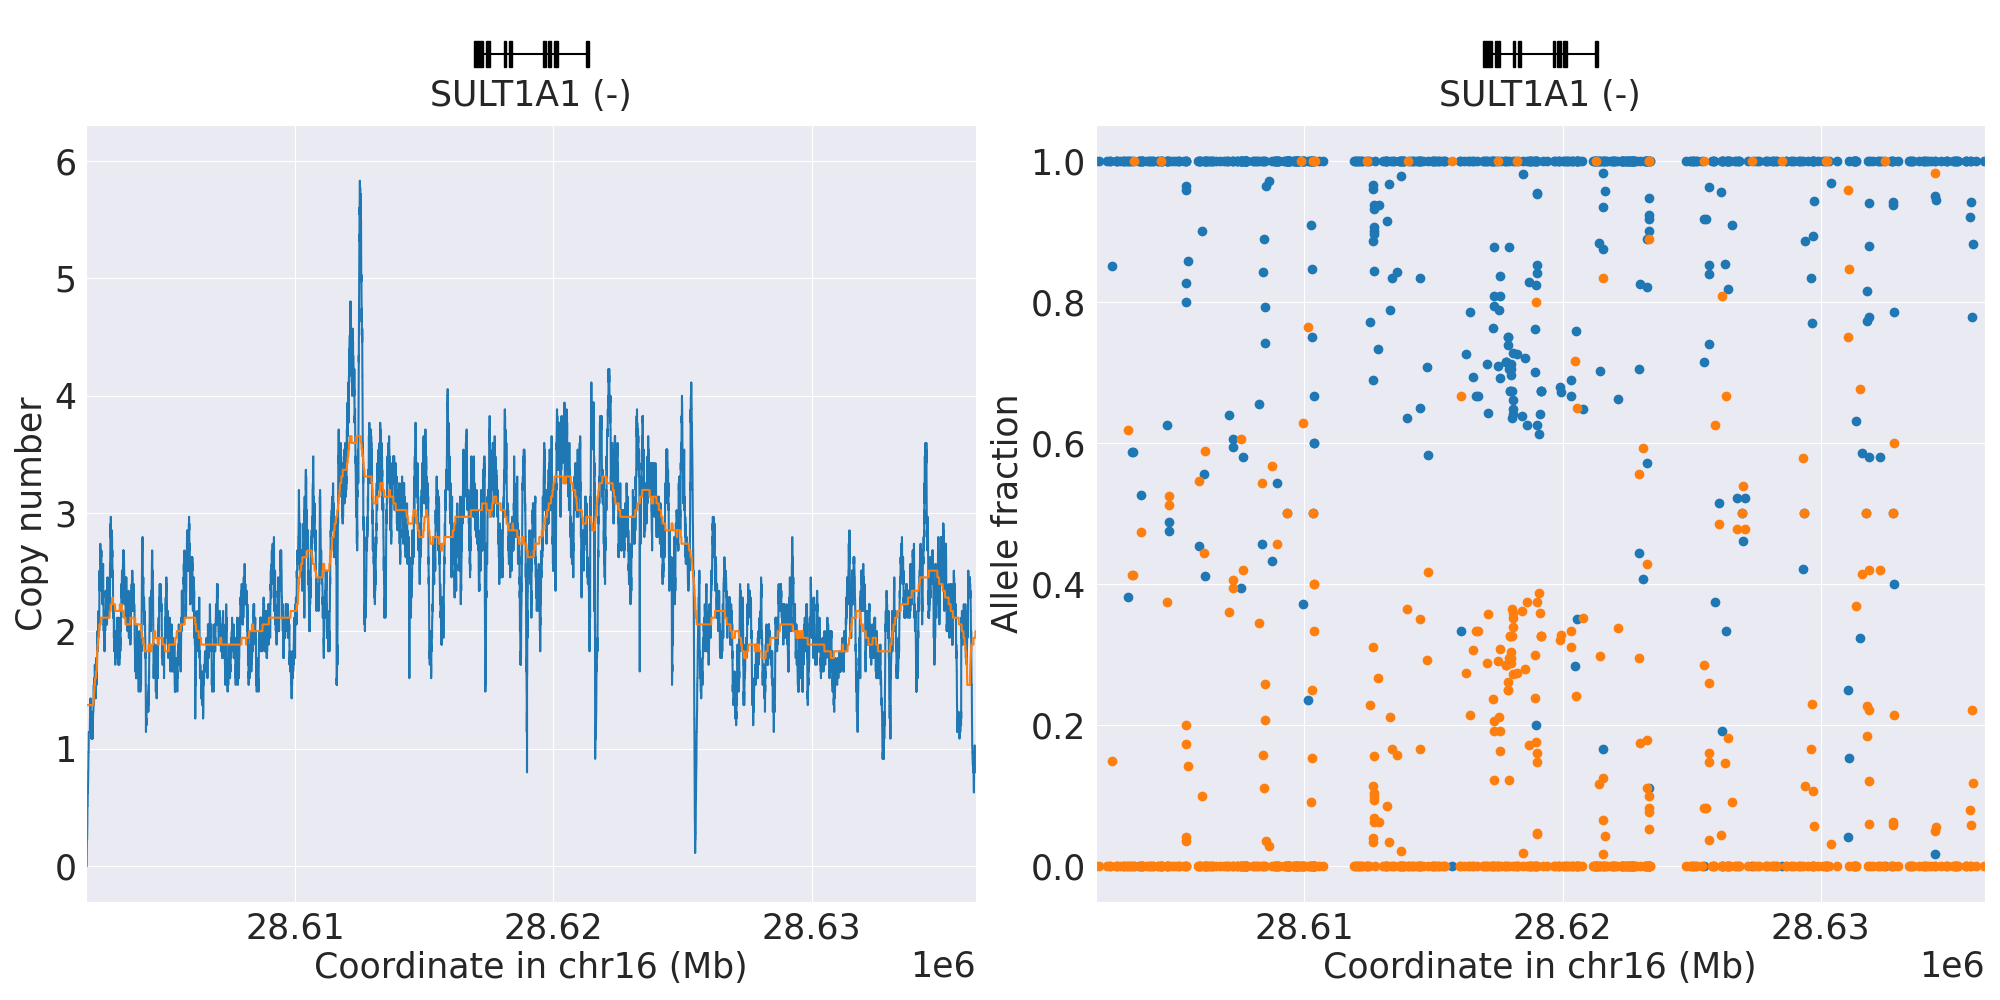 SULT1A1 (-)
6
5
4
3
2
1
0
Copy number
28.61
28.62
28.63
Coordinate in chr16 (Mb)
1e6
SULT1A1 (-)
1.0
0.8
0.6
0.4
0.2
0.0
Allele fraction
28.61
28.62
28.63
Coordinate in chr16 (Mb)
1e6